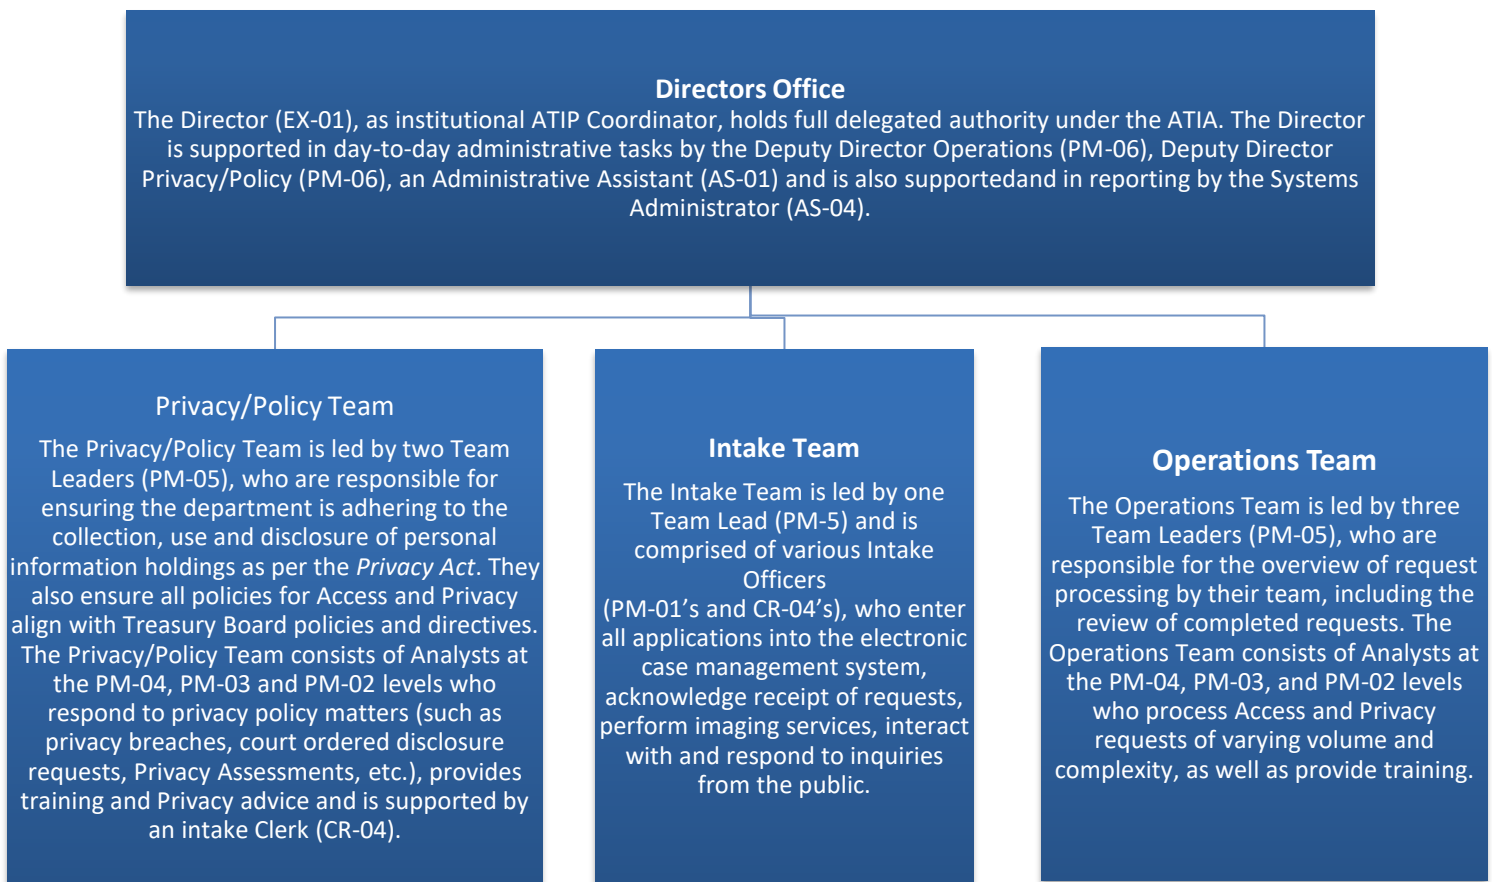 Directors Office
The Director (EX-01), as institutional ATIP Coordinator, holds full delegated authority under the ATIA. The Director
is supported in day-to-day administrative tasks by the Deputy Director Operations (PM-06), Deputy Director
Privacy/Policy (PM-06), an Administrative Assistant (AS-01) and is also supportedand in reporting by the Systems
Administrator (AS-04).
Privacy/Policy Team
The Privacy/Policy Team is led by two Team
Leaders (PM-05), who are responsible for
ensuring the department is adhering to the
collection, use and disclosure of personal
information holdings as per the Privacy Act. They
also ensure all policies for Access and Privacy
align with Treasury Board policies and directives.
The Privacy/Policy Team consists of Analysts at
the PM-04, PM-03 and PM-02 levels who
respond to privacy policy matters (such as
privacy breaches, court ordered disclosure
requests, Privacy Assessments, etc.), provides
training and Privacy advice and is supported by
an intake Clerk (CR-04).
Intake Team
The Intake Team is led by one
Team Lead (PM-5) and is
comprised of various Intake
Officers
(PM-01’s and CR-04’s), who enter
all applications into the electronic
case management system,
acknowledge receipt of requests,
perform imaging services, interact
with and respond to inquiries
from the public.
Operations Team
The Operations Team is led by three
Team Leaders (PM-05), who are
responsible for the overview of request
processing by their team, including the
review of completed requests. The
Operations Team consists of Analysts at
the PM-04, PM-03, and PM-02 levels
who process Access and Privacy
requests of varying volume and
complexity, as well as provide training.